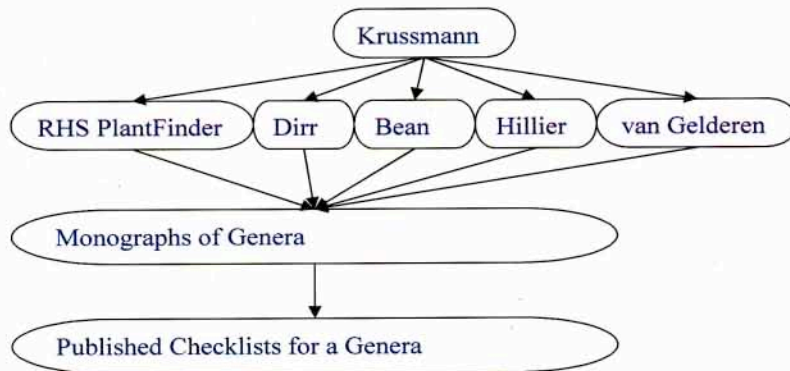 Krussmann
RHS PlantFinder
Dirr
Bean
Hillier
van Gelderen
Monographs of Genera
Published Checklists for a Genera